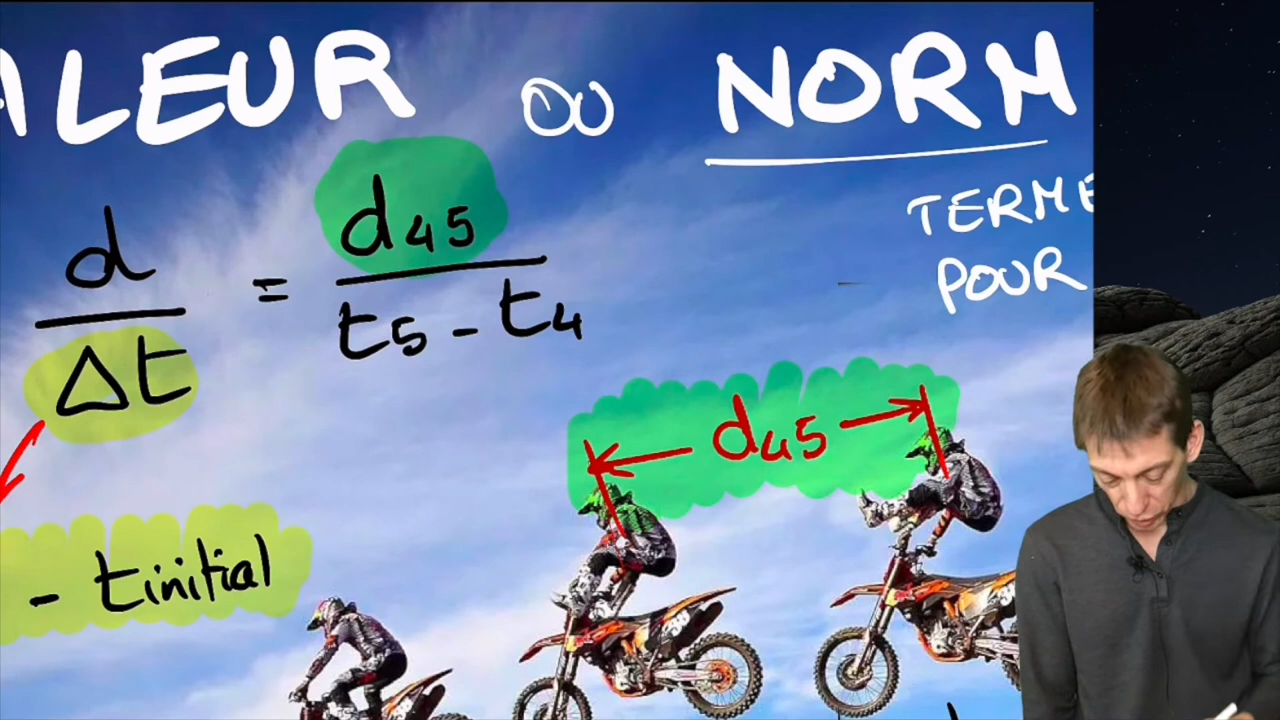 ALEUR OU NORM
TERME
POUR
d/Δt = d45/t5 - t4
d45
- tinitial